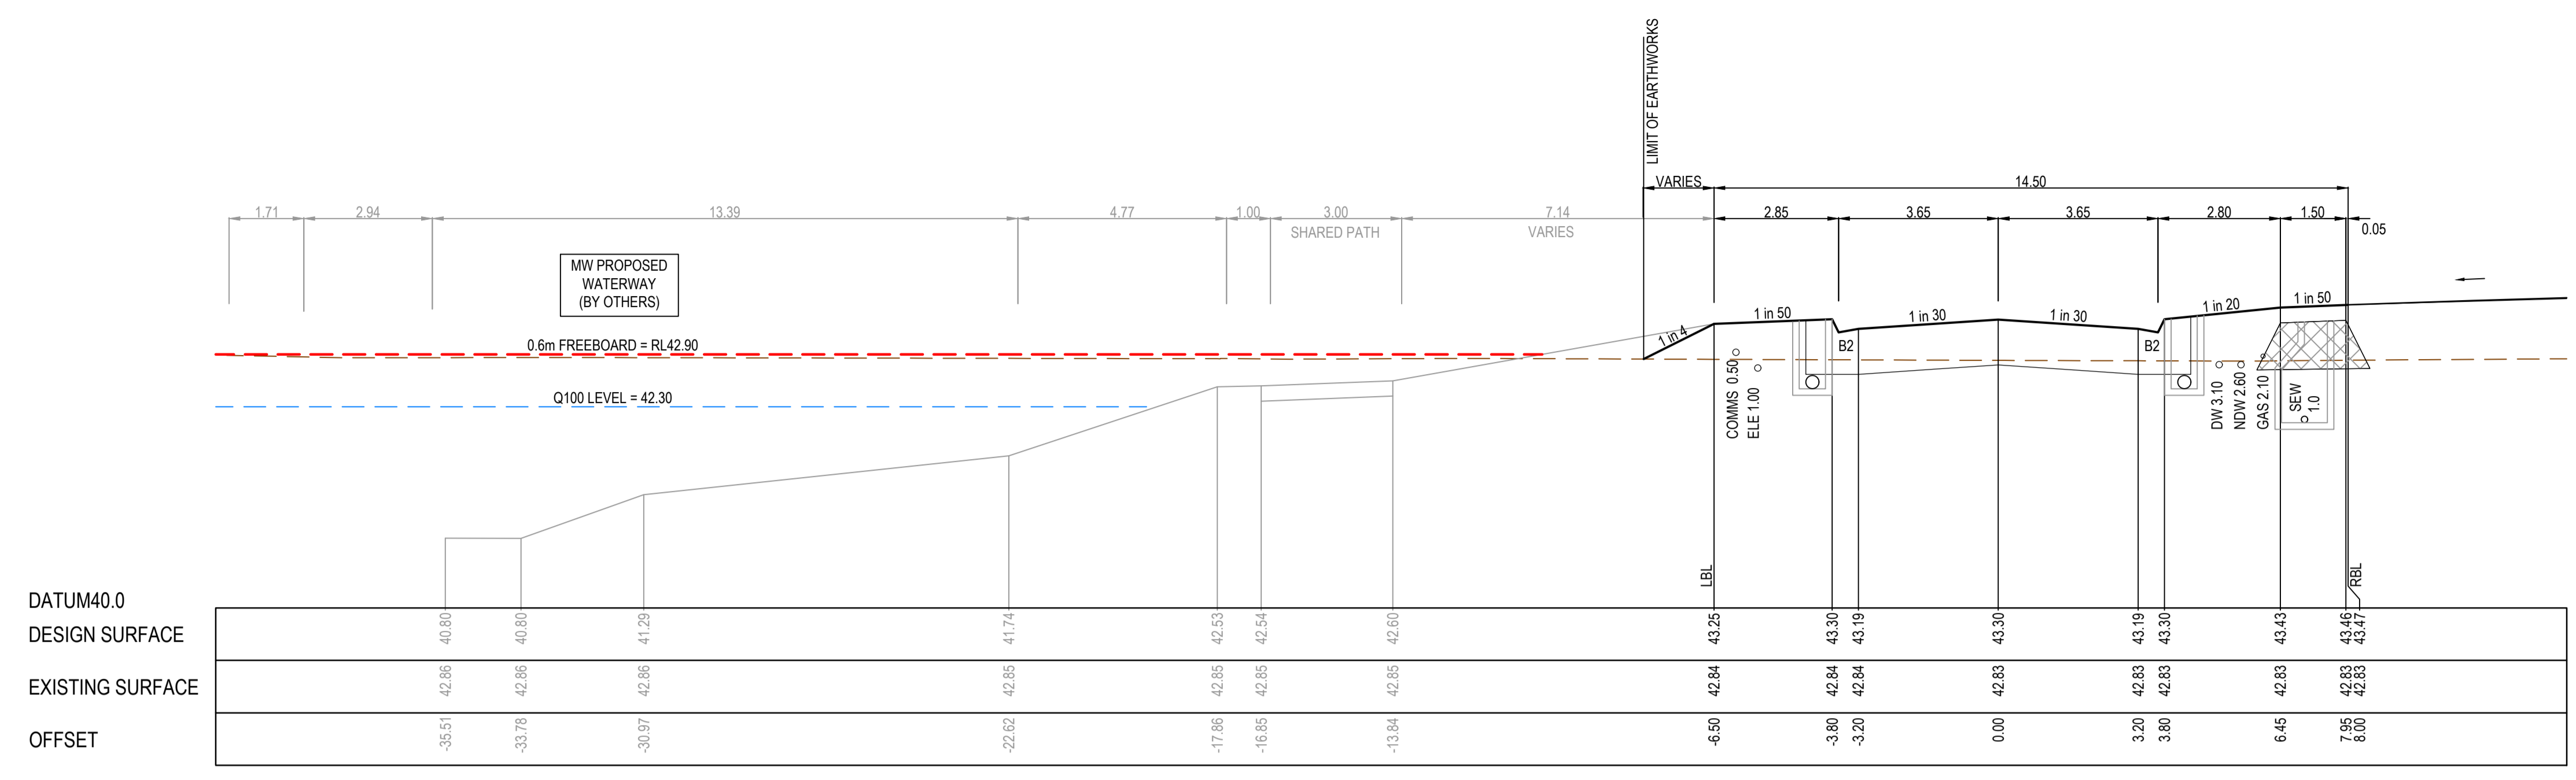 LIMIT OF EARTHWORKS
VARIES
14.50
1.71
2.94
13.39
4.77
1.00
3.00
7.14
2.85
3.65
3.65
2.80
1.50
0.05
SHARED PATH
VARIES
MW PROPOSED
WATERWAY
(BY OTHERS)
1 in 4
1 in 50
1 in 30
1 in 30
1 in 20
1 in 50
0.6m FREEBOARD = RL42.90
B2
B2
Q100 LEVEL = 42.30
COMMS 0.50
ELE 1.00
DW 3.10
NDW 2.60
GAS 2.10
SEW
1.0
LBL
RBL
DATUM40.0
DESIGN SURFACE
40.80
40.80
41.29
41.74
42.53
42.54
42.60
43.25
43.30
43.19
43.30
43.19
43.30
43.43
43.46
43.47
EXISTING SURFACE
42.86
42.86
42.86
42.85
42.85
42.85
42.85
42.84
42.84
42.84
42.83
42.83
42.83
42.83
42.83
42.83
OFFSET
-35.51
-33.78
-30.97
-22.62
-17.86
-16.85
-13.84
-6.50
-3.80
-3.20
0.00
3.20
3.80
6.45
7.95
8.00